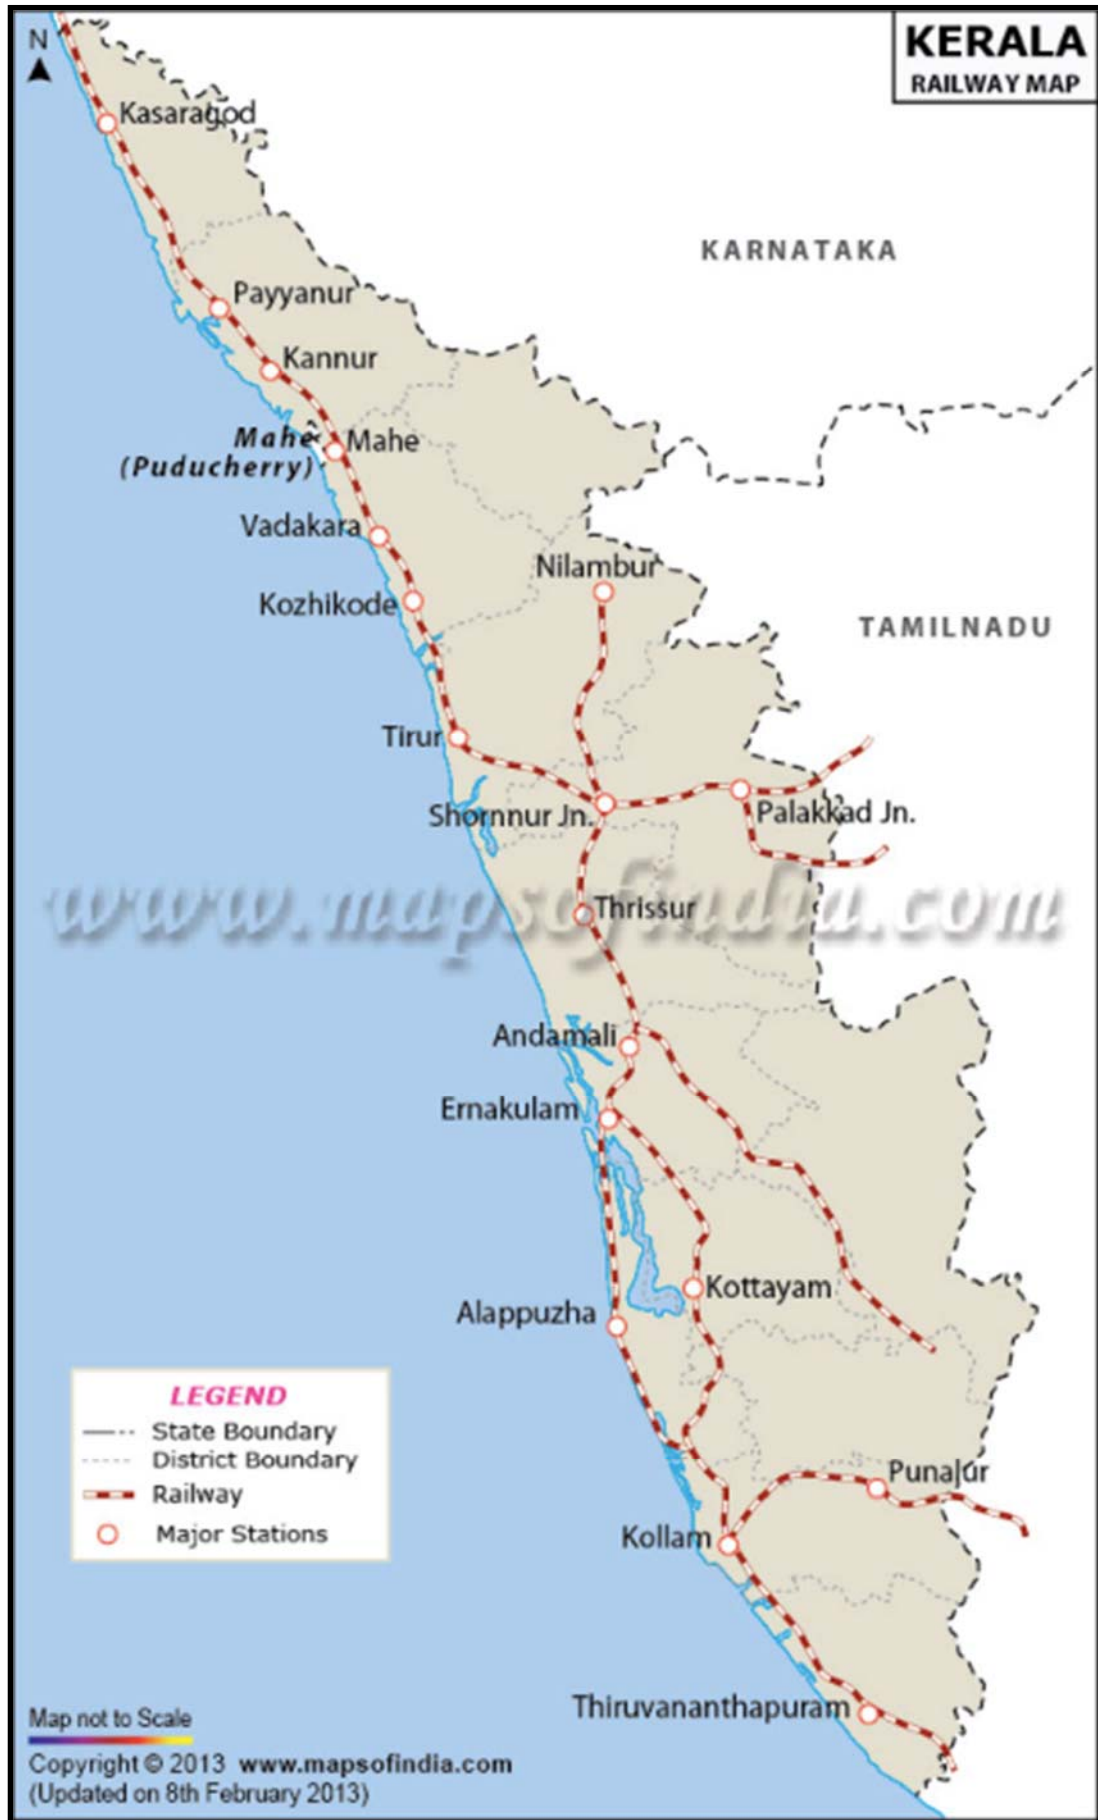 KERALA
RAILWAY MAP
N
Kasaragod
KARNATAKA
Payyanur
Kannur
Mahe
(Puducherry)
Mahe
Vadakara
Nilambur
Kozhikode
TAMILNADU
Tirur
Shornnur Jn.
Palakkad Jn.
www.mapsofindia.com
Thrissur
Andamali
Ernakulam
Kottayam
Alappuzha
LEGEND
State Boundary
District Boundary
Railway
Major Stations
Punalur
Kollam
Thiruvananthapuram
Map not to Scale
Copyright © 2013 www.mapsofindia.com
(Updated on 8th February 2013)